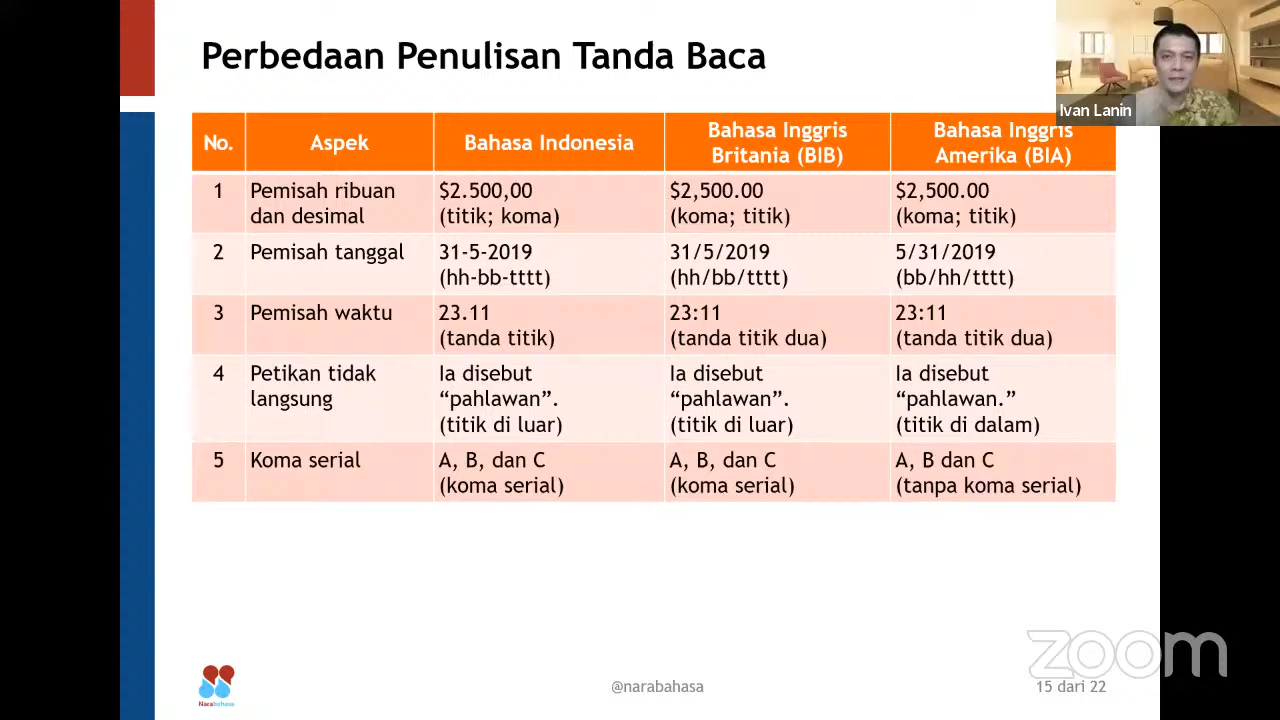 Perbedaan Penulisan Tanda Baca
Ivan Lanin
No. Aspek Bahasa Indonesia Bahasa Inggris Britania (BIB) Bahasa Inggris Amerika (BIA)
1 Pemisah ribuan dan desimal $2.500,00 (titik; koma) $2,500.00 (koma; titik) $2,500.00 (koma; titik)
2 Pemisah tanggal 31-5-2019 (hh-bb-tttt) 31/5/2019 (hh/bb/tttt) 5/31/2019 (bb/hh/tttt)
3 Pemisah waktu 23.11 (tanda titik) 23:11 (tanda titik dua) 23:11 (tanda titik dua)
4 Petikan tidak langsung Ia disebut “pahlawan”. (titik di luar) Ia disebut “pahlawan”. (titik di luar) Ia disebut “pahlawan.” (titik di dalam)
5 Koma serial A, B, dan C (koma serial) A, B, dan C (koma serial) A, B dan C (tanpa koma serial)
zoom
Narabahasa
@narabahasa
15 dari 22